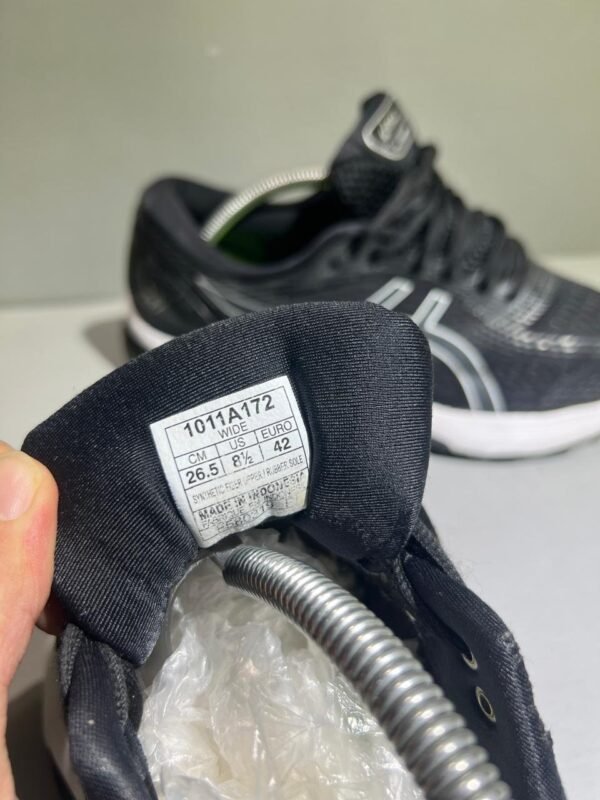 1011A172
WIDE
CM US EURO
26.5 8½ 42
SYNTHETIC FIBER UPPER / RUBBER SOLE
MADE IN INDONESIA